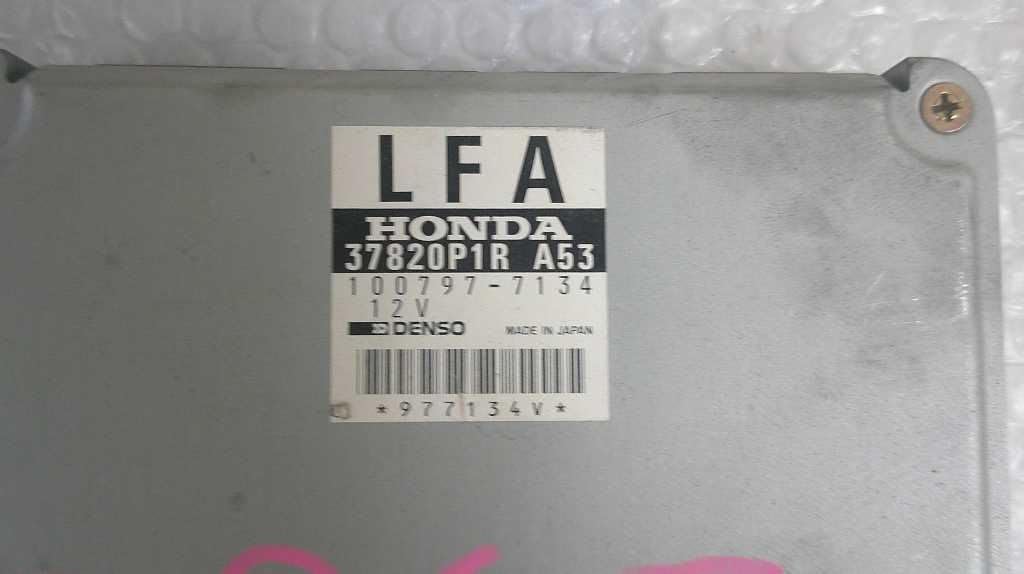 LFA
HONDA
37820P1R A53
100797-7134
12V
DENSO MADE IN JAPAN
*977134V*